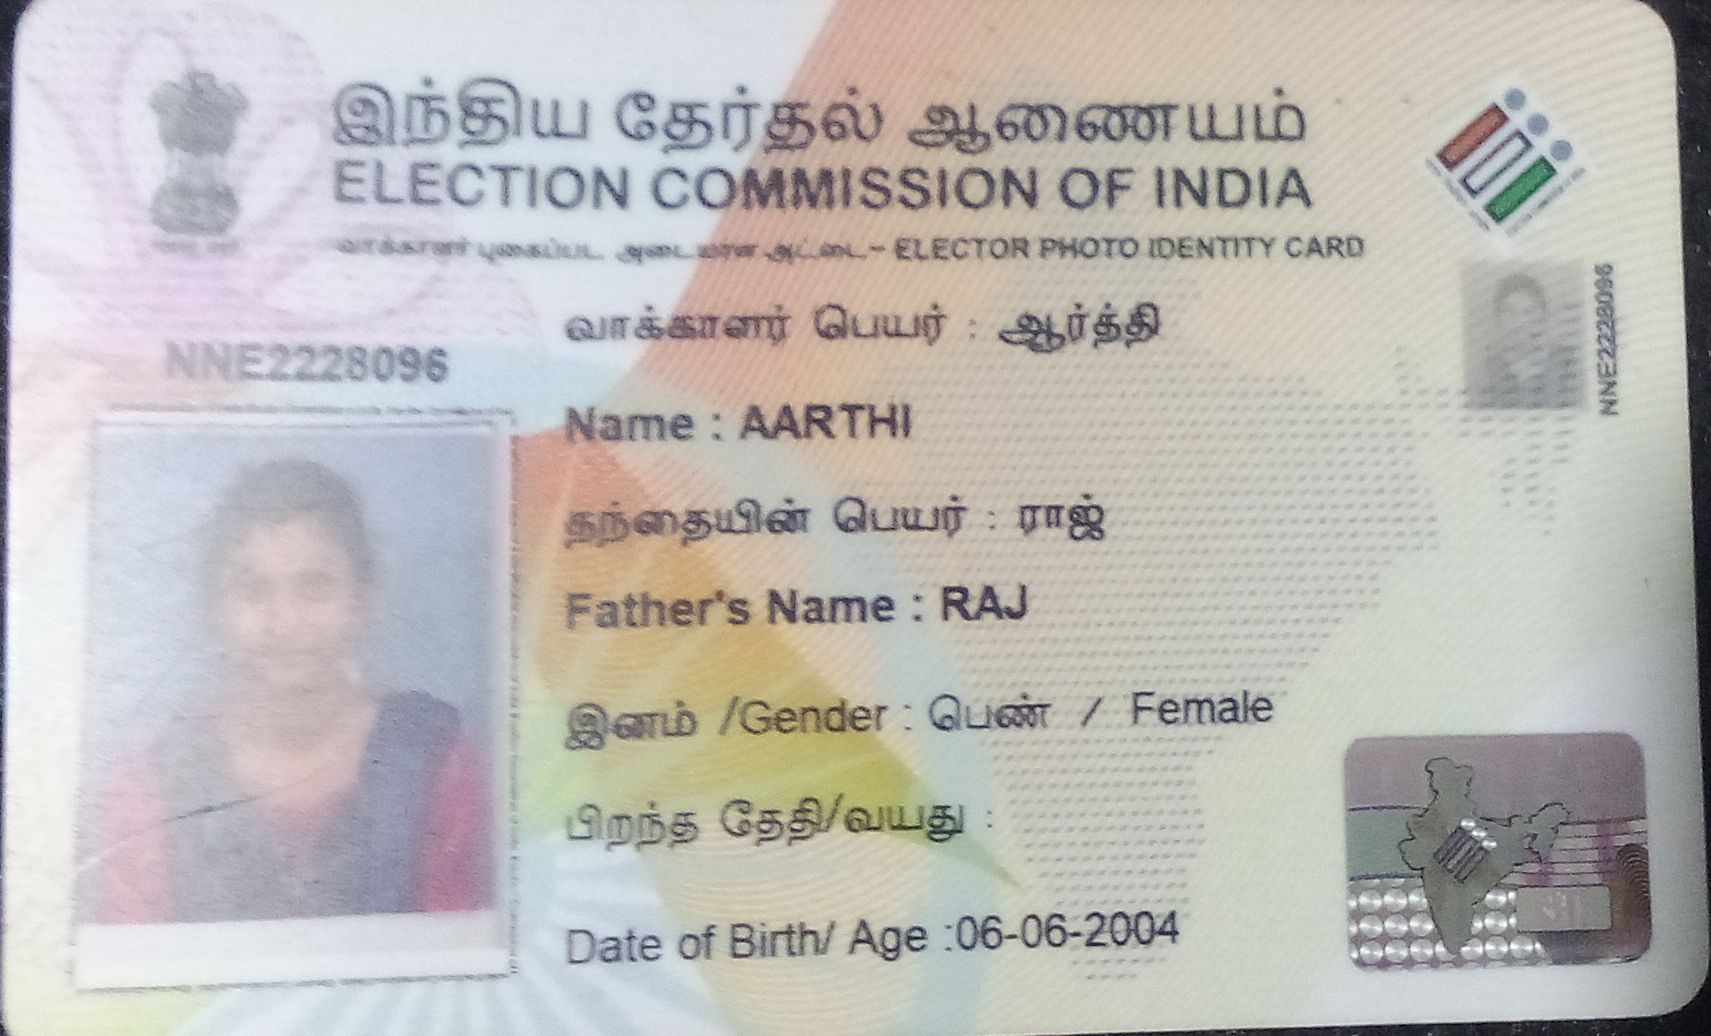 இந்திய தேர்தல் ஆணையம்
ELECTION COMMISSION OF INDIA
வாக்காளர் புகைப்பட அடையாள அட்டை - ELECTOR PHOTO IDENTITY CARD
வாக்காளர் பெயர் : ஆர்த்தி
NNE2228096
NNE2228096
Name : AARTHI
தந்தையின் பெயர் : ராஜ்
Father's Name : RAJ
இனம் /Gender : பெண் / Female
பிறந்த தேதி/வயது :
Date of Birth/ Age :06-06-2004